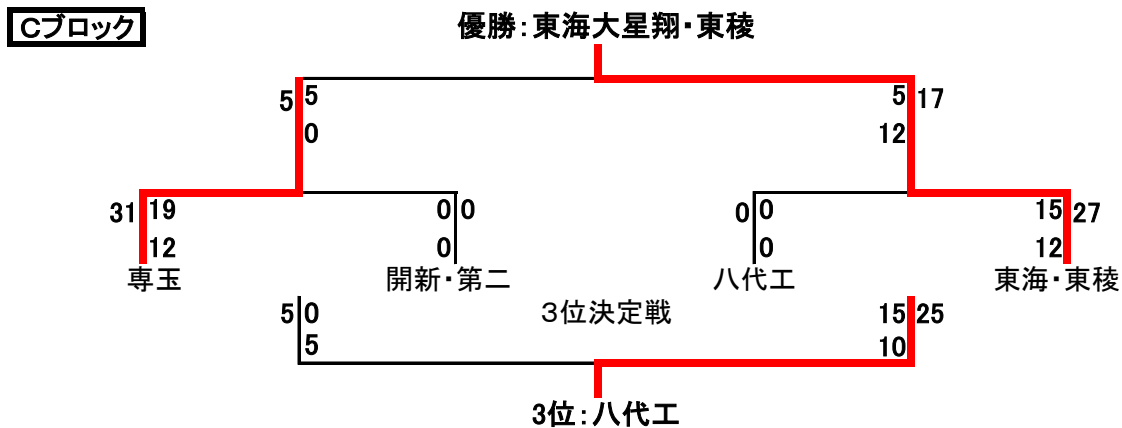 Cブロック
優勝：東海大星翔・東稜
5 5 5 17
0 12
31 19 0 0 0 0 15 27
12 0 0 12
専玉 開新・第二 八代工 東海・東稜
5 0 3位決定戦 15 25
5 10
3位：八代工